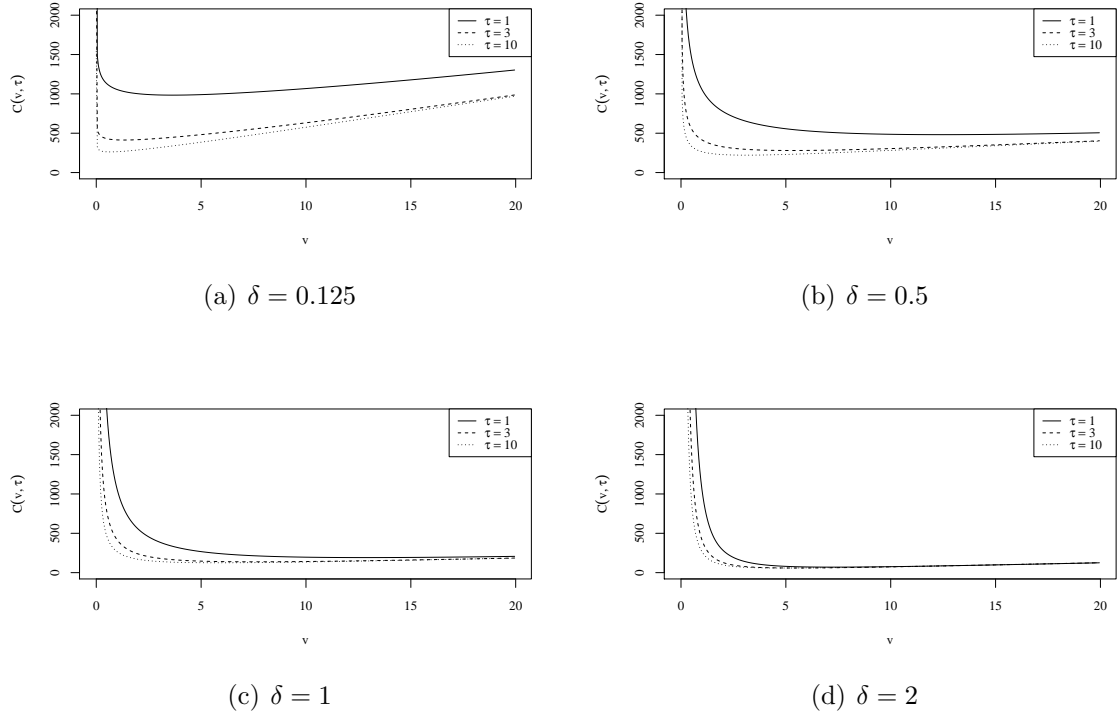 C(v, τ)
2000
1500
1000
500
0
τ = 1
τ = 3
τ = 10
0 5 10 15 20
v
(a) δ = 0.125
C(v, τ)
2000
1500
1000
500
0
τ = 1
τ = 3
τ = 10
0 5 10 15 20
v
(b) δ = 0.5
C(v, τ)
2000
1500
1000
500
0
τ = 1
τ = 3
τ = 10
0 5 10 15 20
v
(c) δ = 1
C(v, τ)
2000
1500
1000
500
0
τ = 1
τ = 3
τ = 10
0 5 10 15 20
v
(d) δ = 2